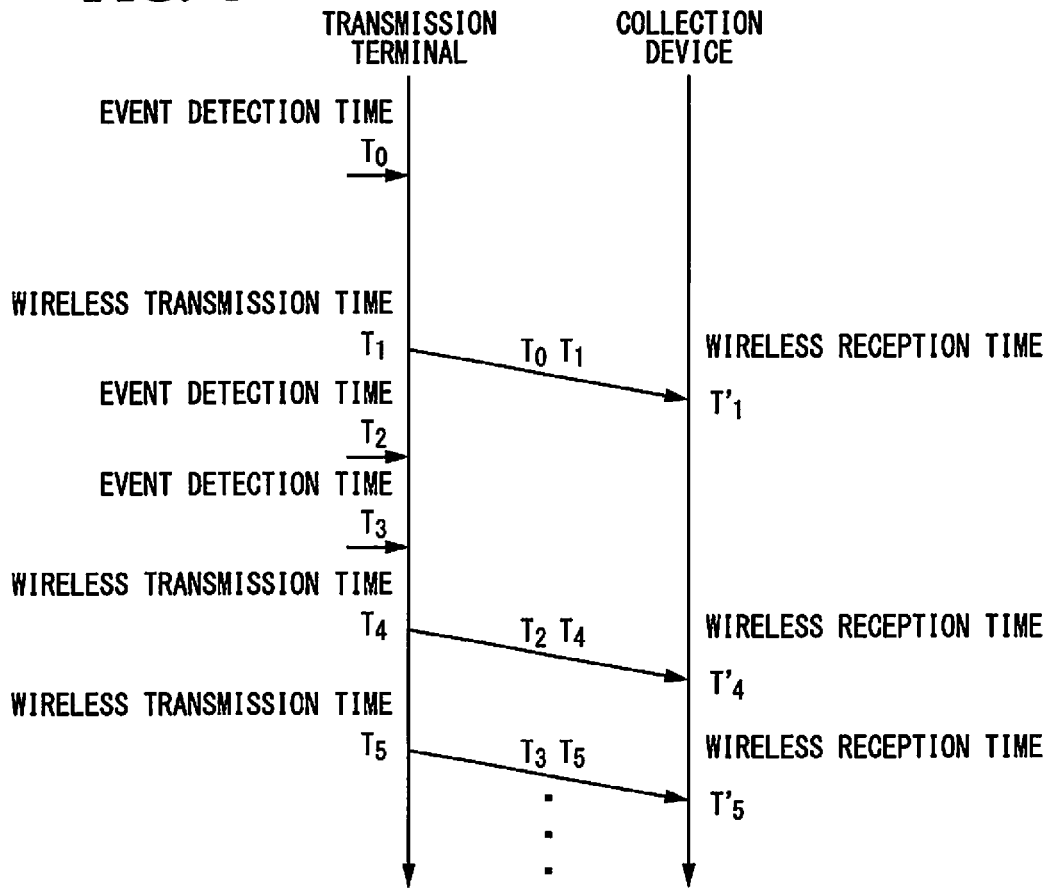 TRANSMISSION
TERMINAL
COLLECTION
DEVICE
EVENT DETECTION TIME
T0
WIRELESS TRANSMISSION TIME
T1
T0 T1
WIRELESS RECEPTION TIME
T'1
EVENT DETECTION TIME
T2
EVENT DETECTION TIME
T3
WIRELESS TRANSMISSION TIME
T4
T2 T4
WIRELESS RECEPTION TIME
T'4
WIRELESS TRANSMISSION TIME
T5
T3 T5
WIRELESS RECEPTION TIME
T'5